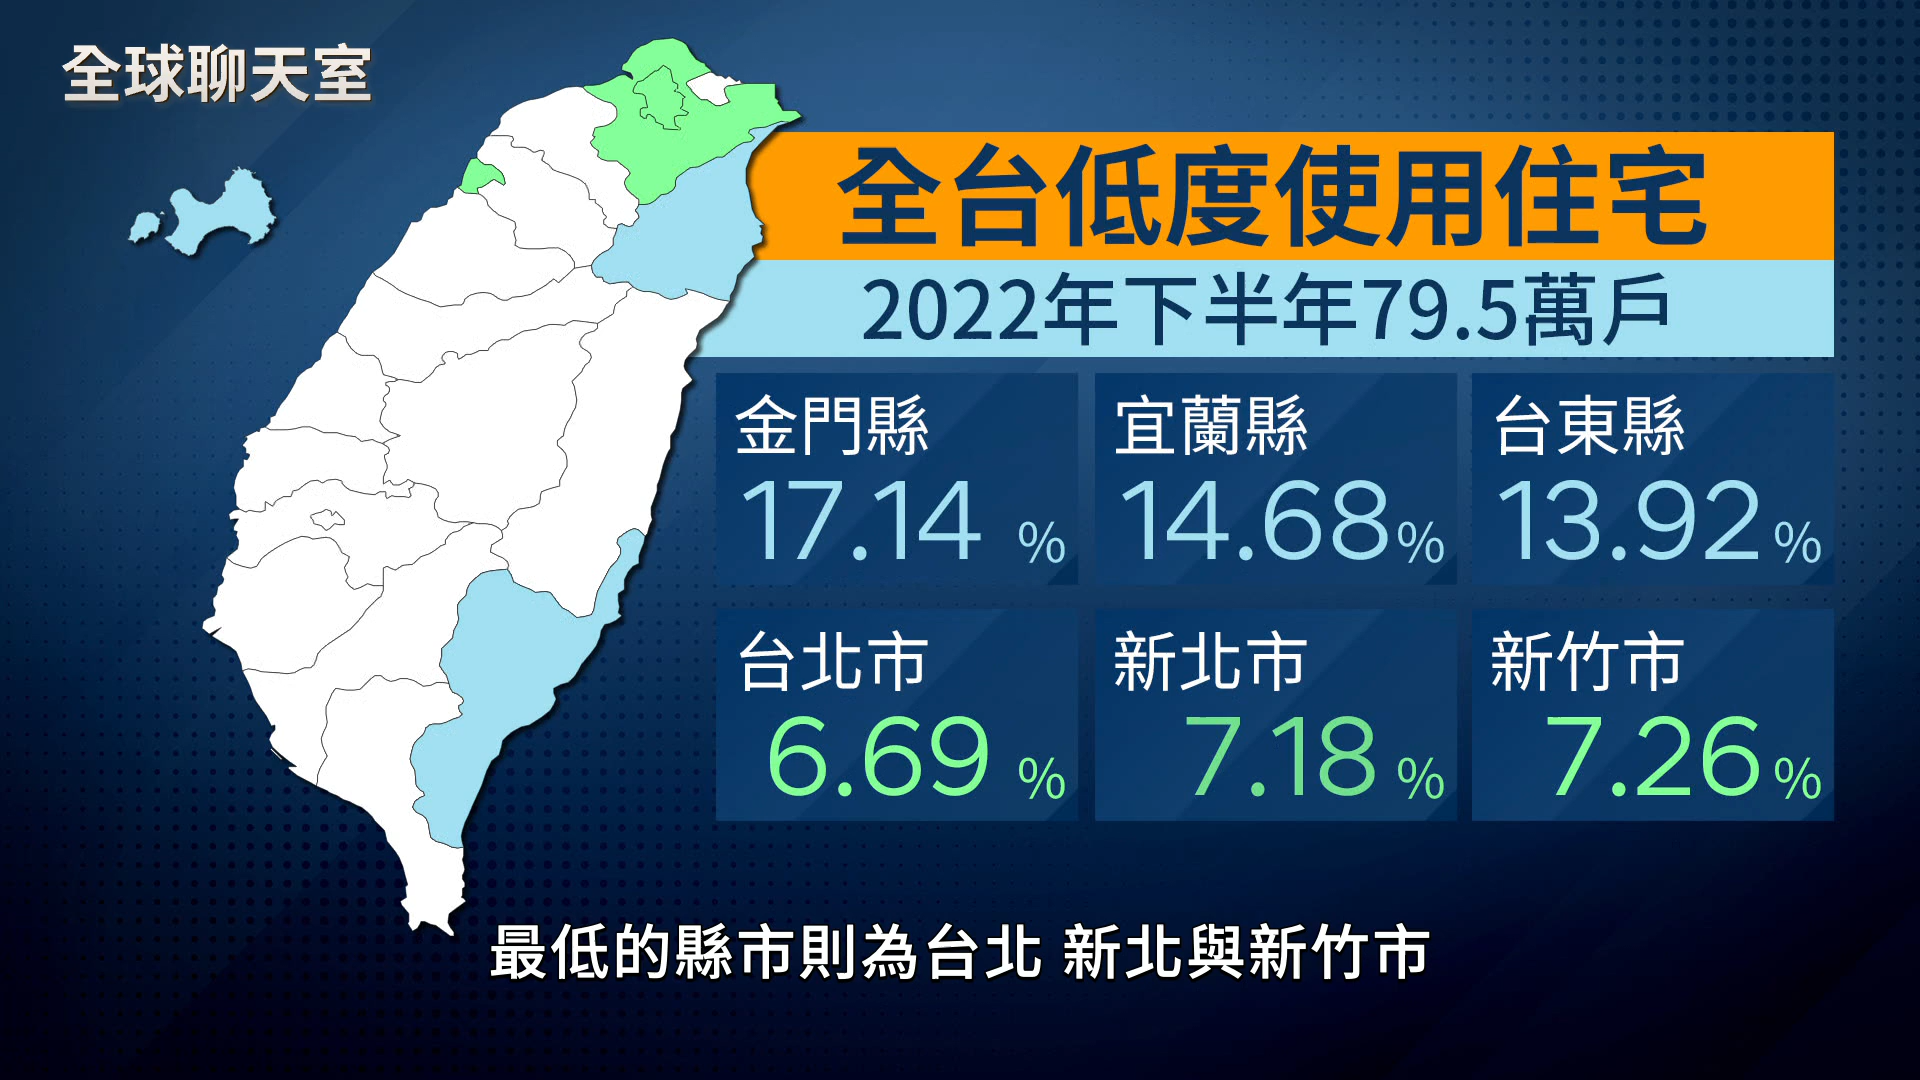 全球聊天室
全台低度使用住宅
2022年下半年79.5萬戶
金門縣
17.14 %
宜蘭縣
14.68%
台東縣
13.92 %
台北市
6.69 %
新北市
7.18 %
新竹市
7.26 %
最低的縣市則為台北 新北與新竹市